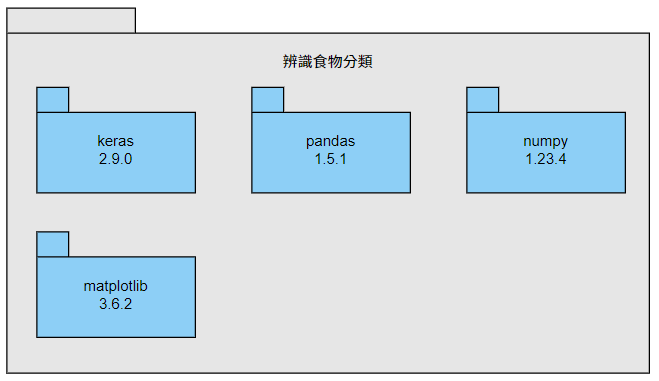 辨識食物分類
keras
2.9.0
pandas
1.5.1
numpy
1.23.4
matplotlib
3.6.2